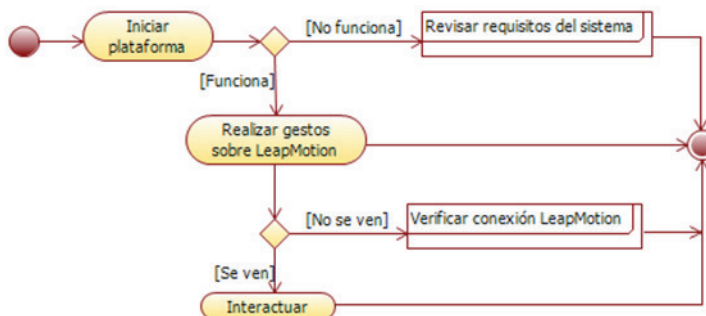 Iniciar
plataforma
[No funciona]
Revisar requisitos del sistema
[Funciona]
Realizar gestos
sobre LeapMotion
[No se ven]
Verificar conexión LeapMotion
[Se ven]
Interactuar